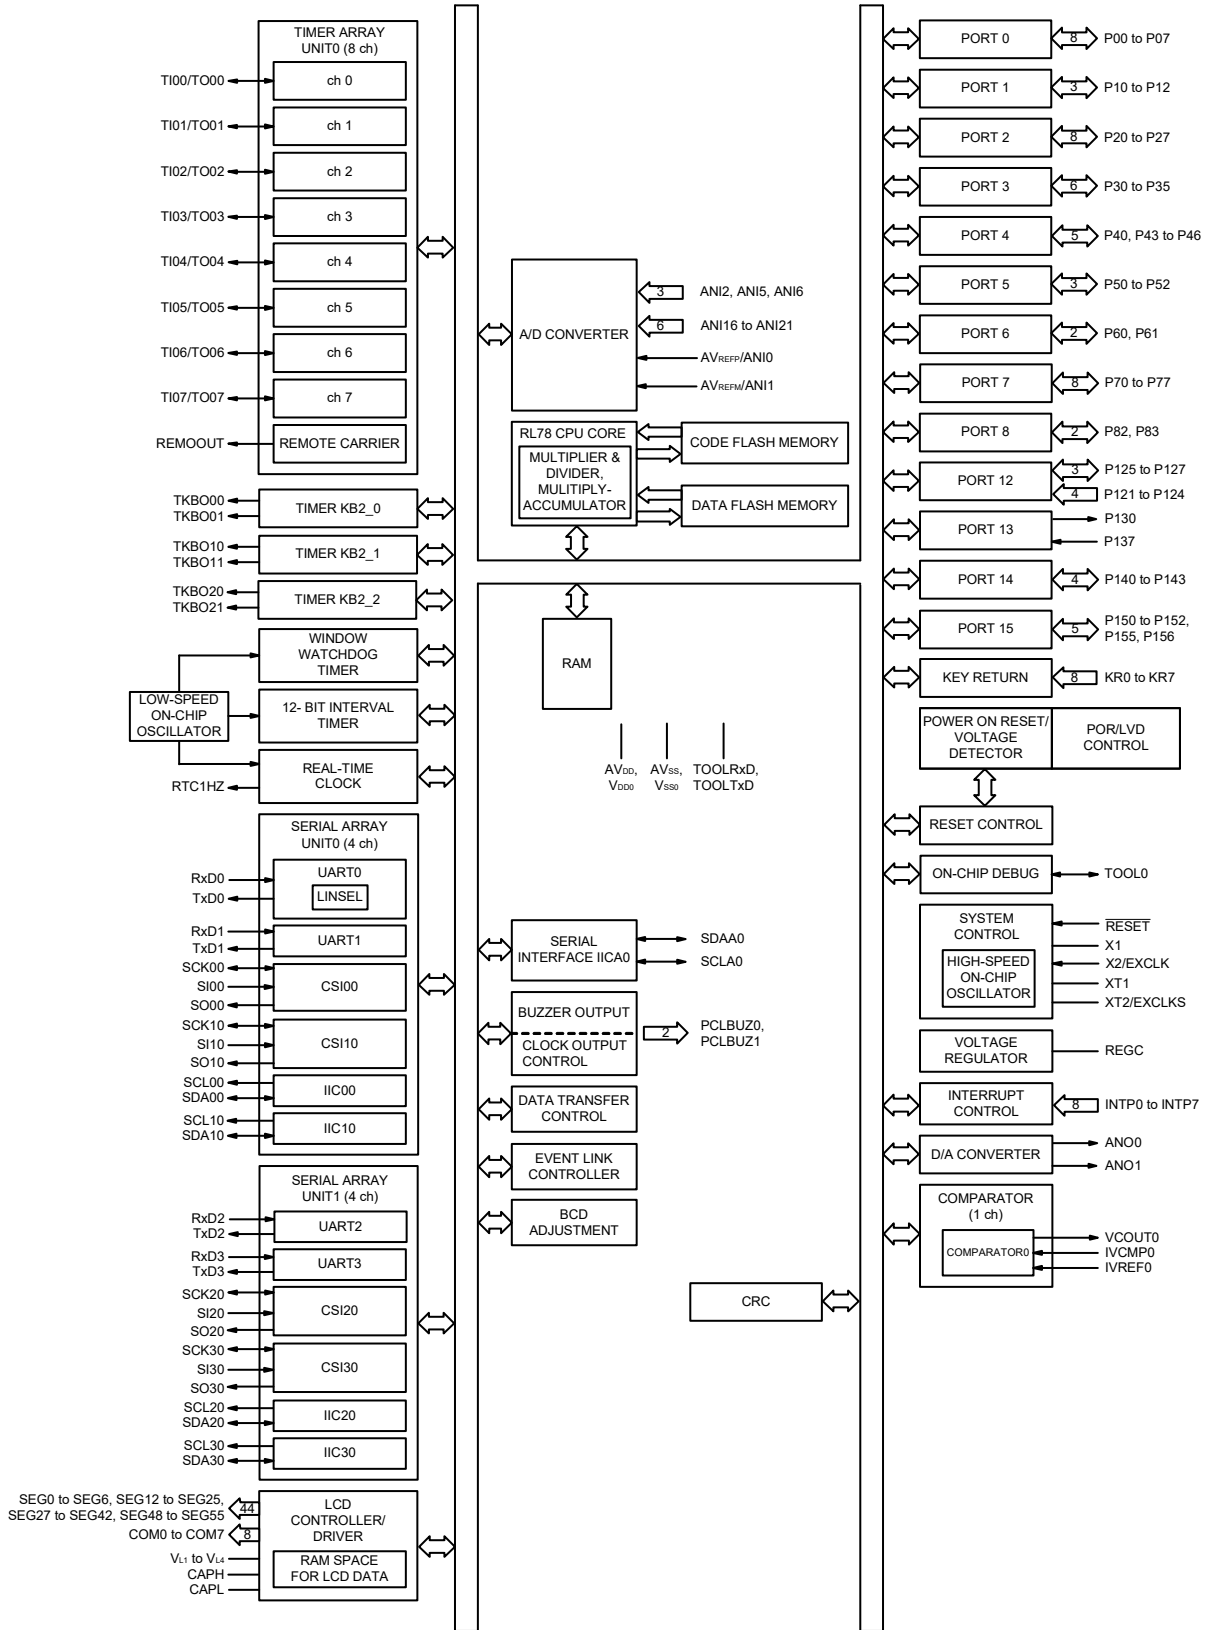 TIMER ARRAY
UNIT0 (8 ch)
TI00/TO00
ch 0
TI01/TO01
ch 1
TI02/TO02
ch 2
TI03/TO03
ch 3
TI04/TO04
ch 4
TI05/TO05
ch 5
TI06/TO06
ch 6
TI07/TO07
ch 7
REMOOUT
REMOTE CARRIER
TKBO00
TKBO01
TIMER KB2_0
TKBO10
TKBO11
TIMER KB2_1
TKBO20
TKBO21
TIMER KB2_2
WINDOW
WATCHDOG
TIMER
LOW-SPEED
ON-CHIP
OSCILLATOR
12- BIT INTERVAL
TIMER
REAL-TIME
CLOCK
RTC1HZ
SERIAL ARRAY
UNIT0 (4 ch)
RxD0
TxD0
UART0
LINSEL
RxD1
TxD1
UART1
SCK00
SI00
SO00
CSI00
SCK10
SI10
SO10
CSI10
SCL00
SDA00
IIC00
SCL10
SDA10
IIC10
SERIAL ARRAY
UNIT1 (4 ch)
RxD2
TxD2
UART2
RxD3
TxD3
UART3
SCK20
SI20
SO20
CSI20
SCK30
SI30
SO30
CSI30
SCL20
SDA20
IIC20
SCL30
SDA30
IIC30
SEG0 to SEG6, SEG12 to SEG25,
SEG27 to SEG42, SEG48 to SEG55
44
COM0 to COM7
8
VL1 to VL4
CAPH
CAPL
LCD
CONTROLLER/
DRIVER
RAM SPACE
FOR LCD DATA
A/D CONVERTER
3
ANI2, ANI5, ANI6
6
ANI16 to ANI21
AVREFP/ANI0
AVREFM/ANI1
RL78 CPU CORE
MULTIPLIER &
DIVIDER,
MULITIPLY-
ACCUMULATOR
CODE FLASH MEMORY
DATA FLASH MEMORY
RAM
AVDD,
VDD0
AVSS,
VSS0
TOOLRxD,
TOOLTxD
SERIAL
INTERFACE IICA0
SDAA0
SCLA0
BUZZER OUTPUT
CLOCK OUTPUT
CONTROL
2
PCLBUZ0,
PCLBUZ1
DATA TRANSFER
CONTROL
EVENT LINK
CONTROLLER
BCD
ADJUSTMENT
CRC
PORT 0
8
P00 to P07
PORT 1
3
P10 to P12
PORT 2
8
P20 to P27
PORT 3
6
P30 to P35
PORT 4
5
P40, P43 to P46
PORT 5
3
P50 to P52
PORT 6
2
P60, P61
PORT 7
8
P70 to P77
PORT 8
2
P82, P83
PORT 12
3
P125 to P127
4
P121 to P124
PORT 13
P130
P137
PORT 14
4
P140 to P143
PORT 15
5
P150 to P152,
P155, P156
KEY RETURN
8
KR0 to KR7
POWER ON RESET/
VOLTAGE
DETECTOR
POR/LVD
CONTROL
RESET CONTROL
ON-CHIP DEBUG
TOOL0
SYSTEM
CONTROL
HIGH-SPEED
ON-CHIP
OSCILLATOR
RESET
X1
X2/EXCLK
XT1
XT2/EXCLKS
VOLTAGE
REGULATOR
REGC
INTERRUPT
CONTROL
8
INTP0 to INTP7
D/A CONVERTER
ANO0
ANO1
COMPARATOR
(1 ch)
COMPARATOR0
VCOUT0
IVCMP0
IVREF0